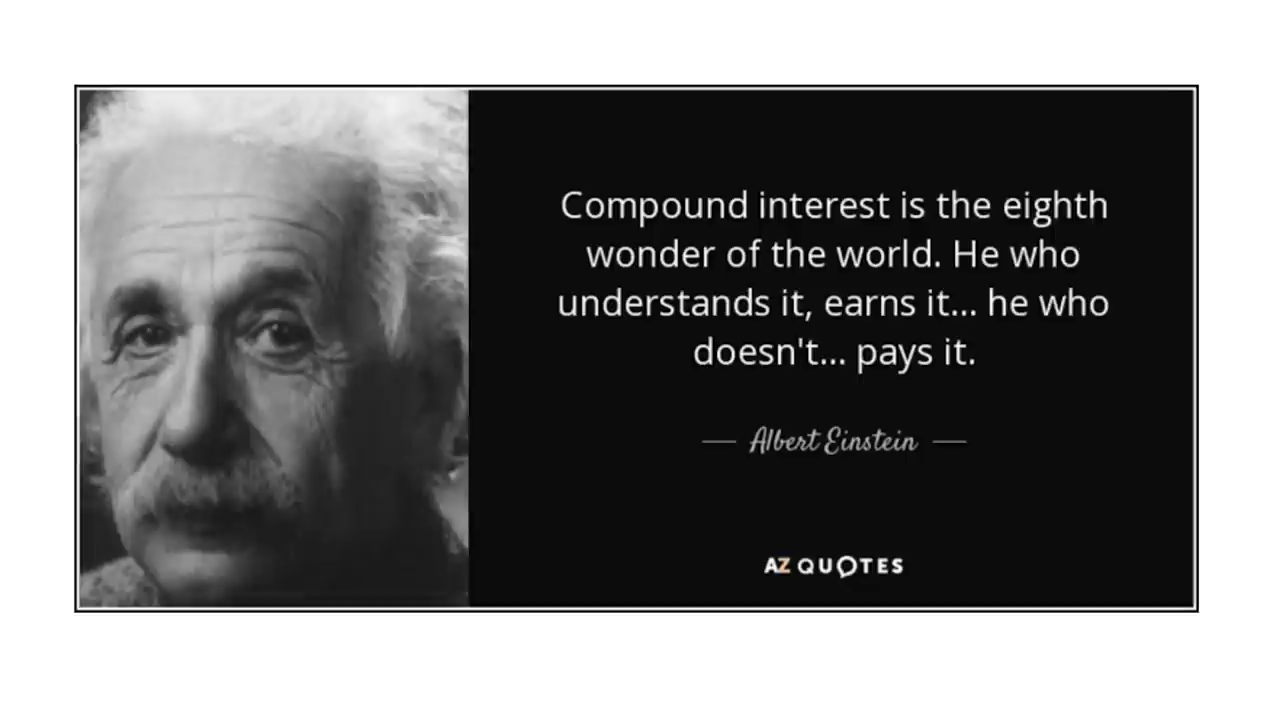 Compound interest is the eighth
wonder of the world. He who
understands it, earns it... he who
doesn't... pays it.
Albert Einstein
AZ QUOTES